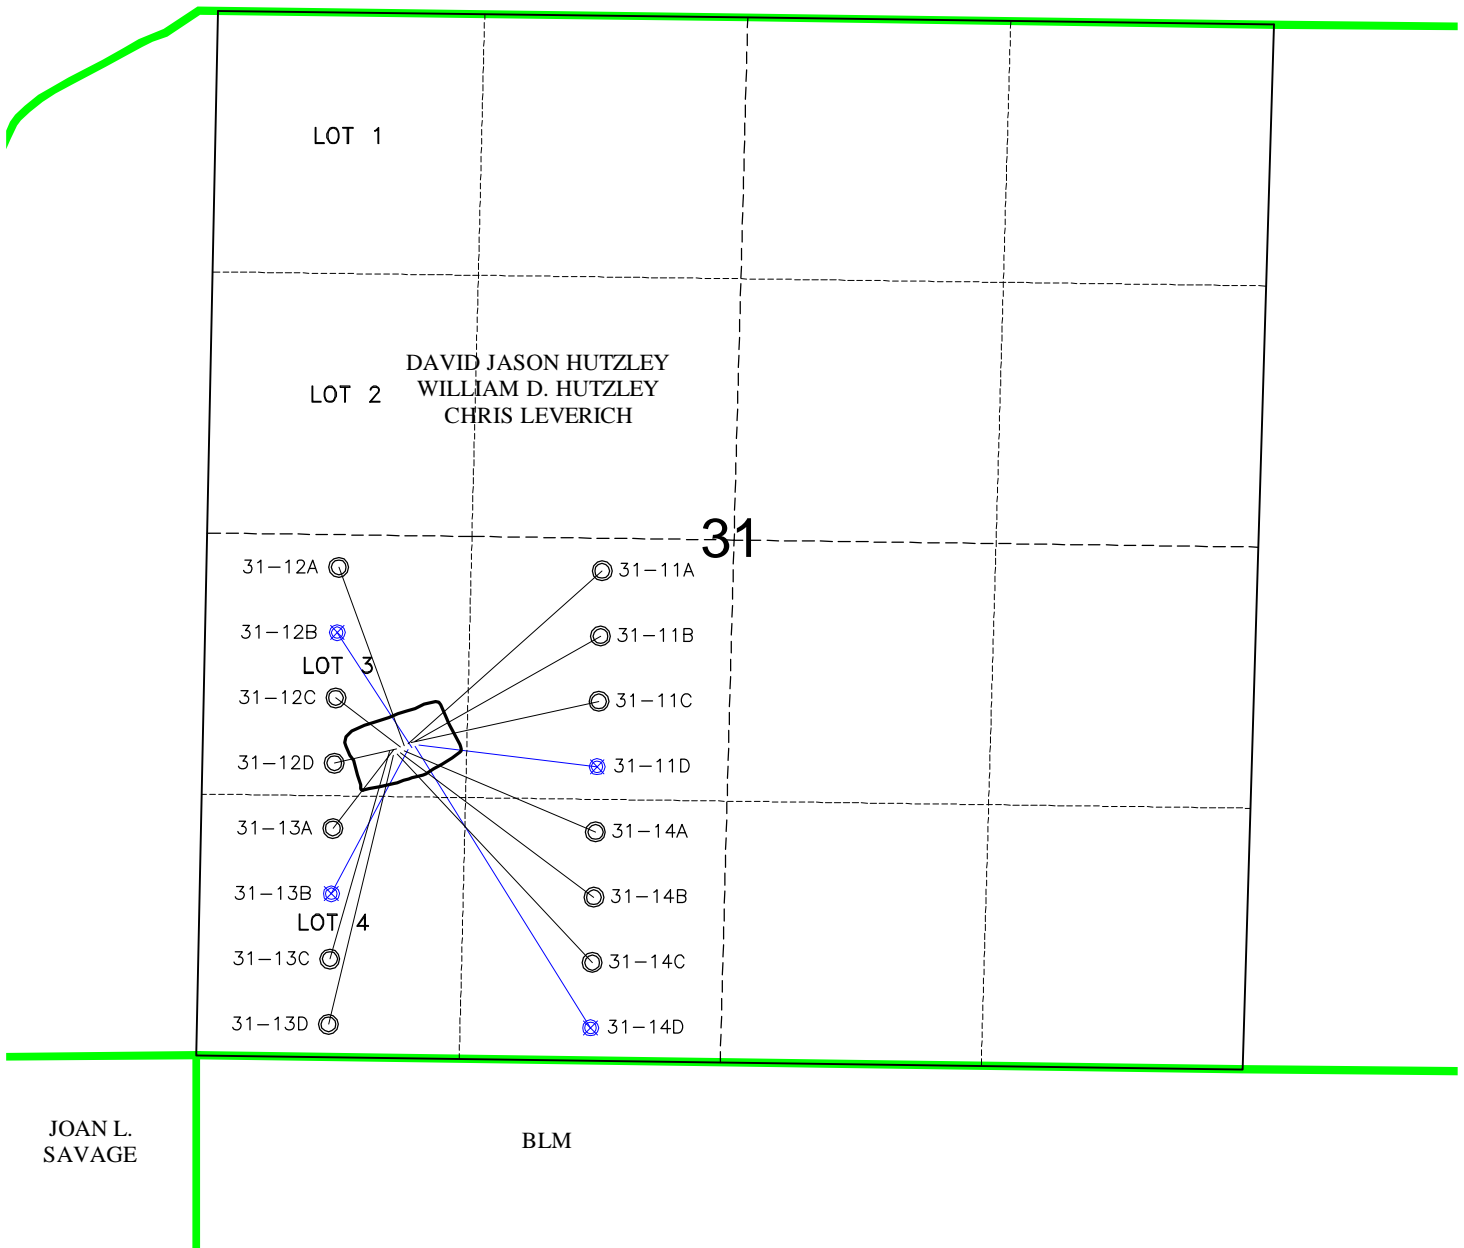 LOT 1
DAVID JASON HUTZLEY
WILLIAM D. HUTZLEY
CHRIS LEVERICH
LOT 2
31
31-12A
31-11A
31-12B
31-11B
LOT 3
31-12C
31-11C
31-12D
31-11D
31-13A
31-14A
31-13B
31-14B
LOT 4
31-13C
31-14C
31-13D
31-14D
JOAN L.
SAVAGE
BLM